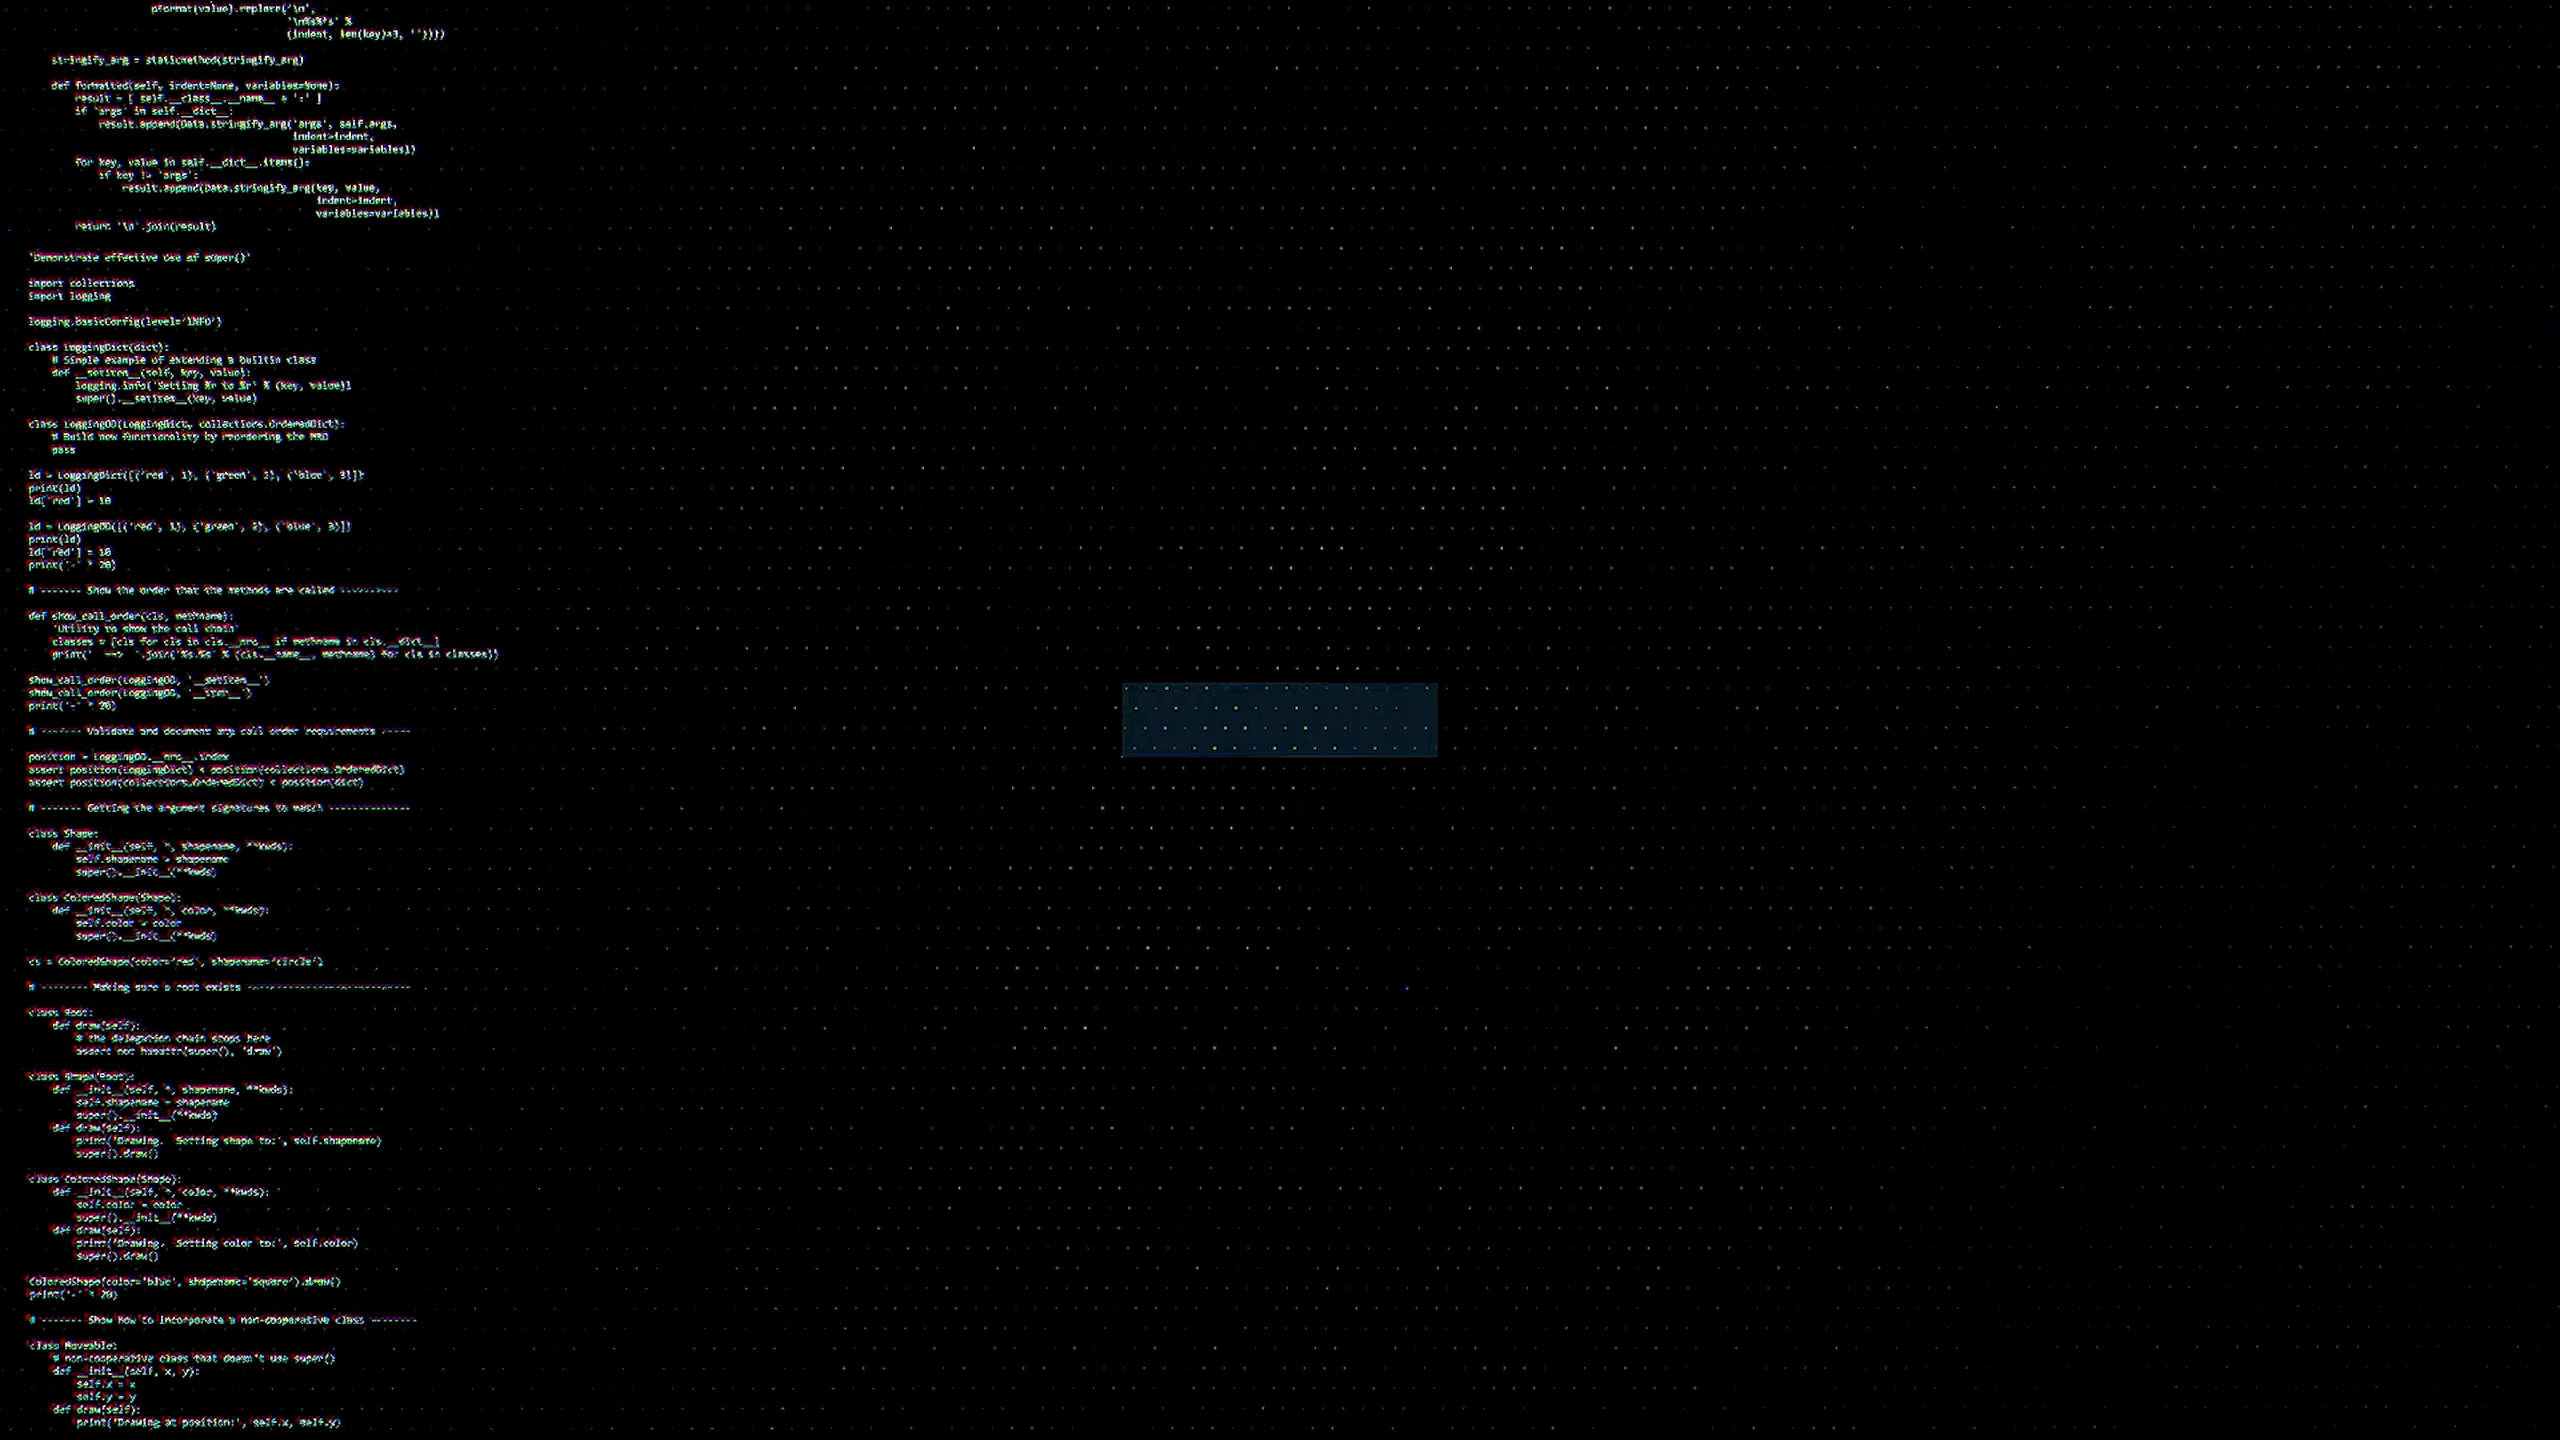 pformat(value).replace('\n',
'\n%s%*s' %
(indent, len(key)+3, ''))))
stringify_arg = staticmethod(stringify_arg)
def formatted(self, indent=None, variables=None):
result = [ self.__class__.__name__ + ':' ]
if 'args' in self.__dict__:
result.append(Data.stringify_arg('args', self.args,
indent=indent,
variables=variables))
for key, value in self.__dict__.items():
if key != 'args':
result.append(Data.stringify_arg(key, value,
indent=indent,
variables=variables))
return '\n'.join(result)
'Demonstrate effective use of super()'
import collections
import logging
logging.basicConfig(level='INFO')
class LoggingDict(dict):
# Simple example of extending a builtin class
def __setitem__(self, key, value):
logging.info('Setting %r to %r' % (key, value))
super().__setitem__(key, value)
class LoggingOD(LoggingDict, collections.OrderedDict):
# Build new functionality by reordering the MRO
pass
ld = LoggingDict([('red', 1), ('green', 2), ('blue', 3)])
print(ld)
ld['red'] = 10
ld = LoggingOD([('red', 1), ('green', 2), ('blue', 3)])
print(ld)
ld['red'] = 10
print('-' * 20)
# ------- Show the order that the methods are called ----------
def show_call_order(cls, methname):
'Utility to show the call chain'
classes = [cls for cls in cls.__mro__ if methname in cls.__dict__]
print('  ==>  '.join('%s.%s' % (cls.__name__, methname) for cls in classes))
show_call_order(LoggingOD, '__setitem__')
show_call_order(LoggingOD, '__iter__')
print('-' * 20)
# ------- Validate and document any call order requirements -----
position = LoggingOD.__mro__.index
assert position(LoggingDict) < position(collections.OrderedDict)
assert position(collections.OrderedDict) < position(dict)
# ------- Getting the argument signatures to match --------------
class Shape:
def __init__(self, *, shapename, **kwds):
self.shapename = shapename
super().__init__(**kwds)
class ColoredShape(Shape):
def __init__(self, *, color, **kwds):
self.color = color
super().__init__(**kwds)
cs = ColoredShape(color='red', shapename='circle')
# -------- Making sure a root exists ----------------------------
class Root:
def draw(self):
# the delegation chain stops here
assert not hasattr(super(), 'draw')
class Shape(Root):
def __init__(self, *, shapename, **kwds):
self.shapename = shapename
super().__init__(**kwds)
def draw(self):
print('Drawing.  Setting shape to:', self.shapename)
super().draw()
class ColoredShape(Shape):
def __init__(self, *, color, **kwds):
self.color = color
super().__init__(**kwds)
def draw(self):
print('Drawing.  Setting color to:', self.color)
super().draw()
ColoredShape(color='blue', shapename='square').draw()
print('-' * 20)
# ------- Show how to incorporate a non-cooperative class --------
class Moveable:
# non-cooperative class that doesn't use super()
def __init__(self, x, y):
self.x = x
self.y = y
def draw(self):
print('Drawing at position:', self.x, self.y)